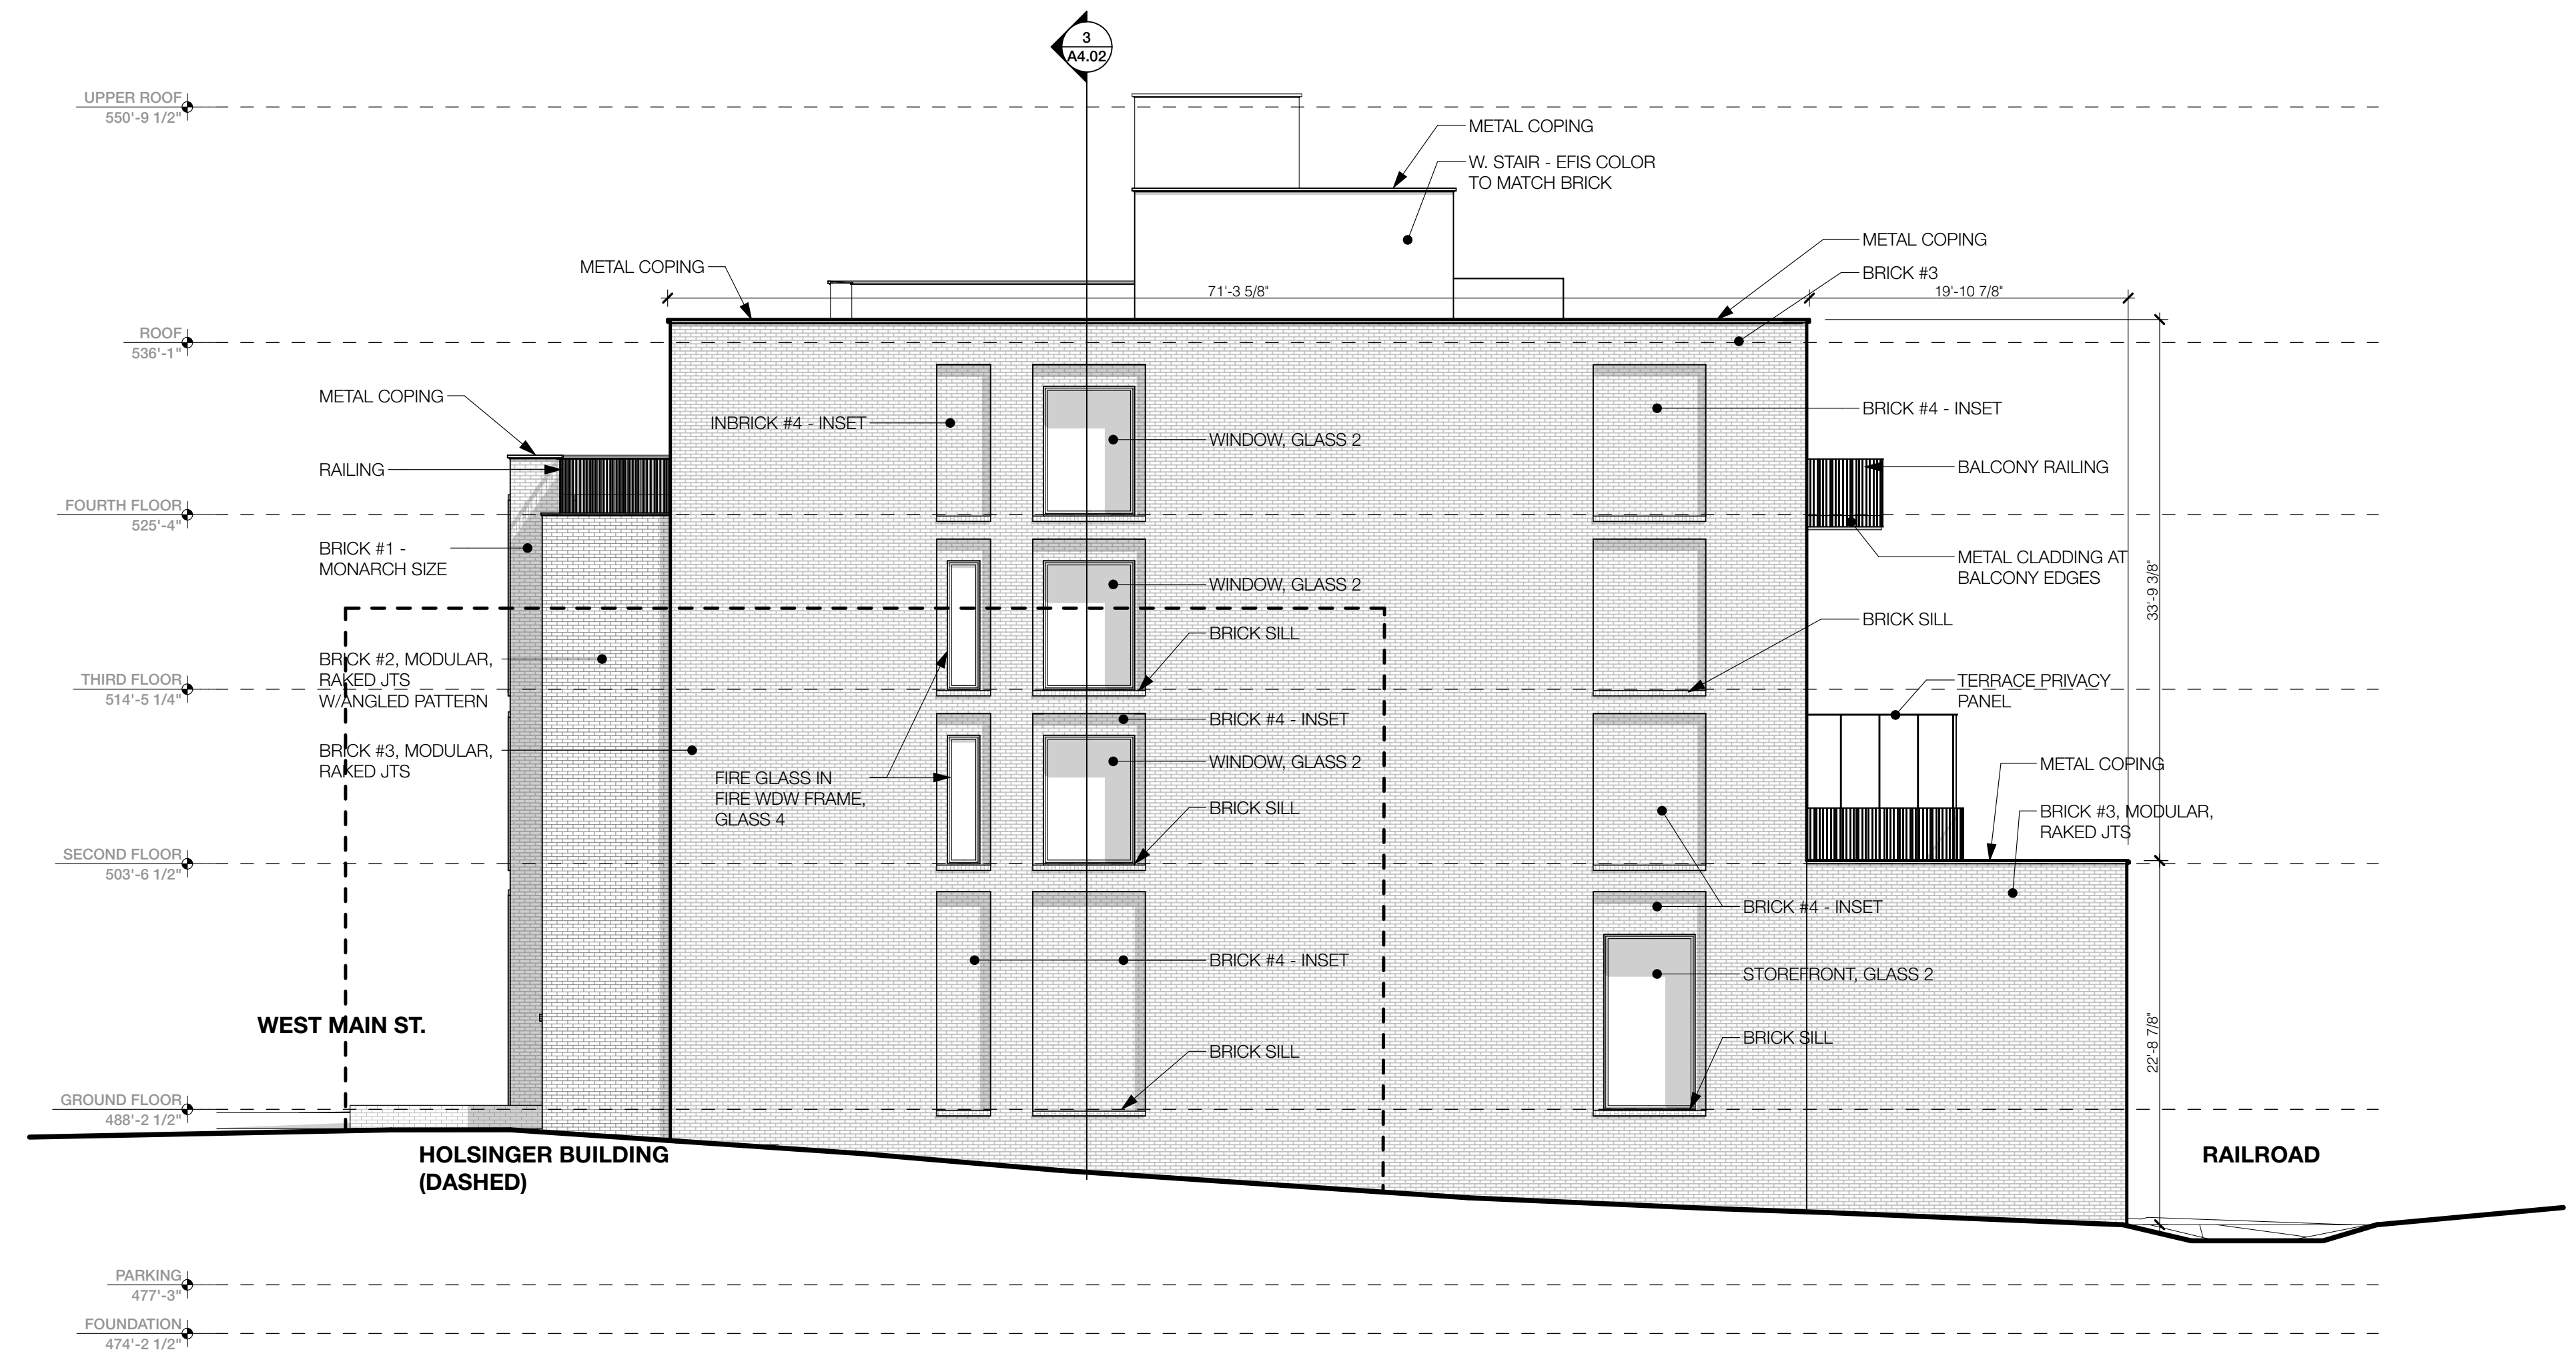 3
A4.02
UPPER ROOF
550'-9 1/2"
METAL COPING
W. STAIR - EFIS COLOR
TO MATCH BRICK
METAL COPING
METAL COPING
BRICK #3
71'-3 5/8"
19'-10 7/8"
ROOF
536'-1"
METAL COPING
INBRICK #4 - INSET
WINDOW, GLASS 2
BRICK #4 - INSET
RAILING
BALCONY RAILING
FOURTH FLOOR
525'-4"
BRICK #1 -
MONARCH SIZE
WINDOW, GLASS 2
METAL CLADDING AT
BALCONY EDGES
33'-9 3/8"
BRICK SILL
BRICK SILL
BRICK #2, MODULAR,
RAKED JTS
W/ANGLED PATTERN
THIRD FLOOR
514'-5 1/4"
TERRACE PRIVACY
PANEL
BRICK #4 - INSET
BRICK #3, MODULAR,
RAKED JTS
WINDOW, GLASS 2
METAL COPING
FIRE GLASS IN
FIRE WDW FRAME,
GLASS 4
BRICK SILL
BRICK #3, MODULAR,
RAKED JTS
SECOND FLOOR
503'-6 1/2"
BRICK #4 - INSET
BRICK #4 - INSET
STOREFRONT, GLASS 2
WEST MAIN ST.
BRICK SILL
BRICK SILL
22'-8 7/8"
GROUND FLOOR
488'-2 1/2"
HOLSINGER BUILDING
(DASHED)
RAILROAD
PARKING
477'-3"
FOUNDATION
474'-2 1/2"